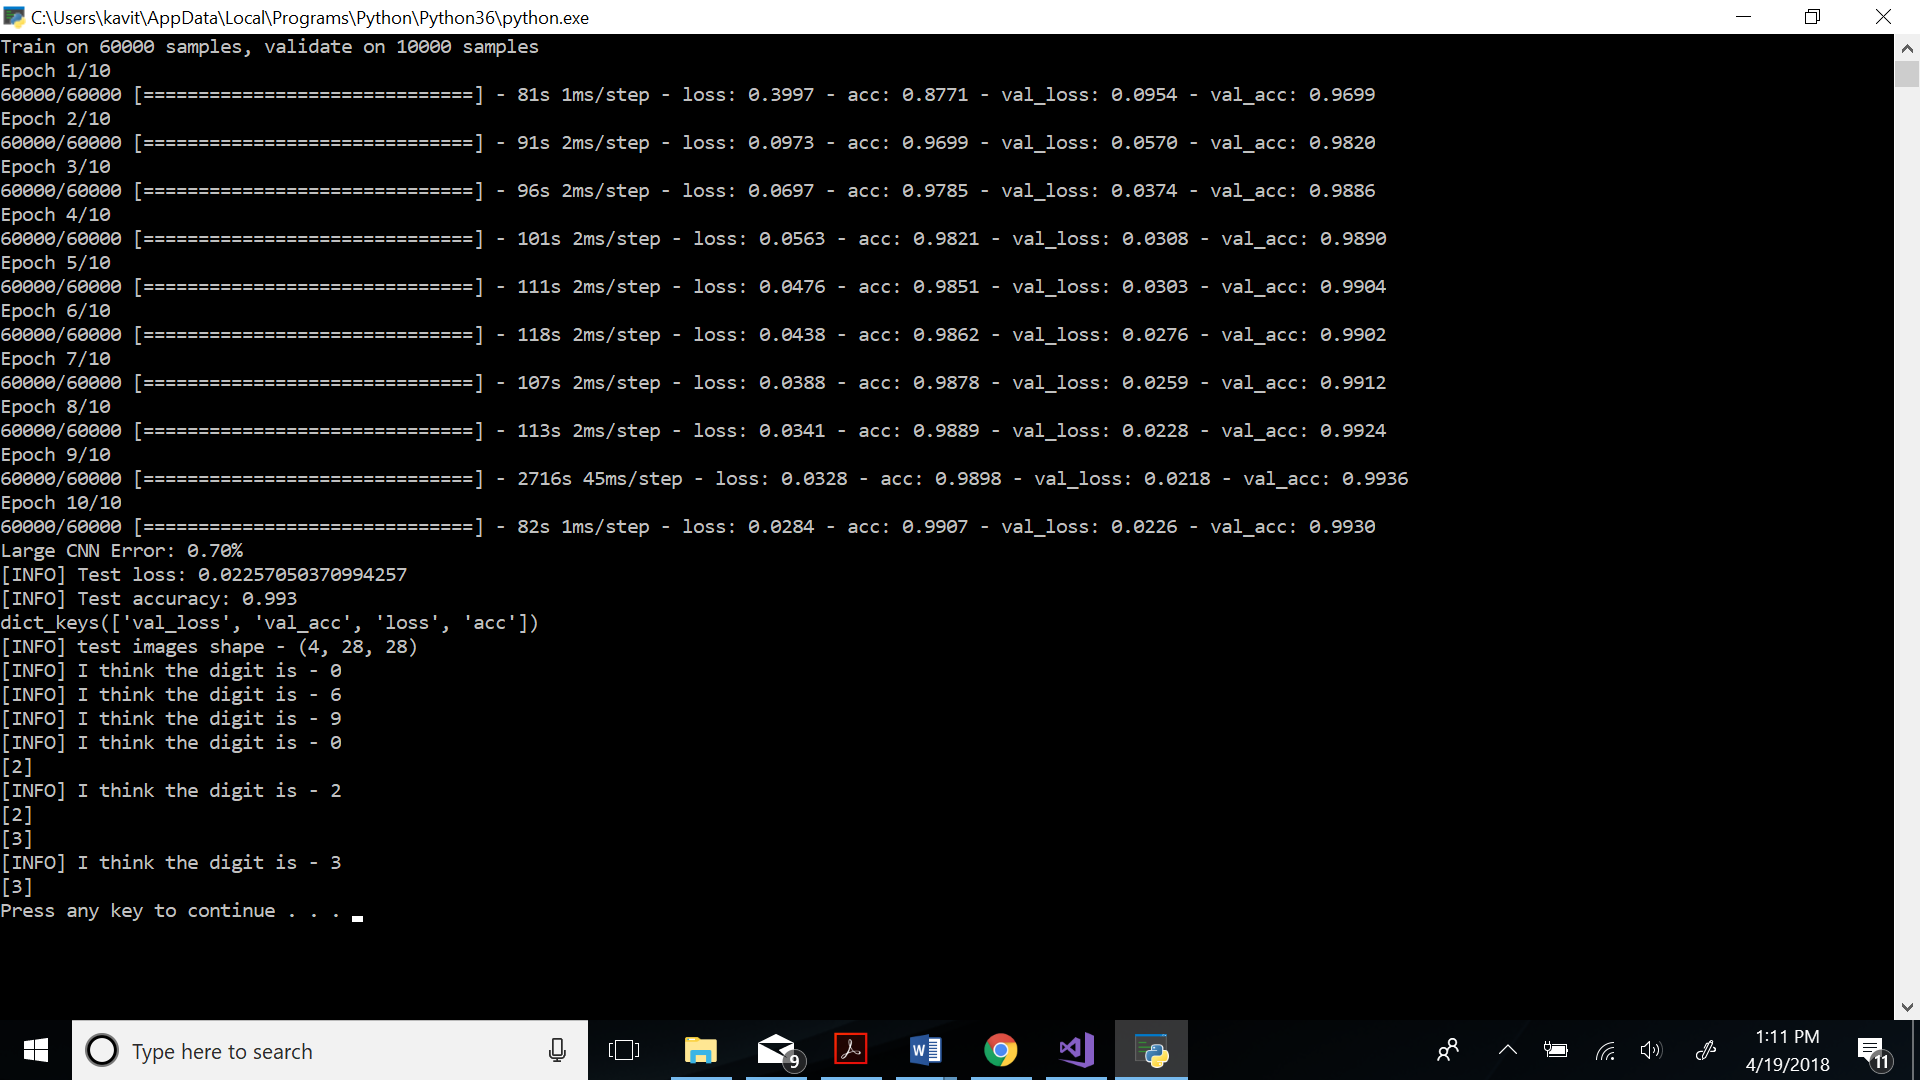 C:\Users\kavit\AppData\Local\Programs\Python\Python36\python.exe
Train on 60000 samples, validate on 10000 samples
Epoch 1/10
60000/60000 [==============================] - 81s 1ms/step - loss: 0.3997 - acc: 0.8771 - val_loss: 0.0954 - val_acc: 0.9699
Epoch 2/10
60000/60000 [==============================] - 91s 2ms/step - loss: 0.0973 - acc: 0.9699 - val_loss: 0.0570 - val_acc: 0.9820
Epoch 3/10
60000/60000 [==============================] - 96s 2ms/step - loss: 0.0697 - acc: 0.9785 - val_loss: 0.0374 - val_acc: 0.9886
Epoch 4/10
60000/60000 [==============================] - 101s 2ms/step - loss: 0.0563 - acc: 0.9821 - val_loss: 0.0308 - val_acc: 0.9890
Epoch 5/10
60000/60000 [==============================] - 111s 2ms/step - loss: 0.0476 - acc: 0.9851 - val_loss: 0.0303 - val_acc: 0.9904
Epoch 6/10
60000/60000 [==============================] - 118s 2ms/step - loss: 0.0438 - acc: 0.9862 - val_loss: 0.0276 - val_acc: 0.9902
Epoch 7/10
60000/60000 [==============================] - 107s 2ms/step - loss: 0.0388 - acc: 0.9878 - val_loss: 0.0259 - val_acc: 0.9912
Epoch 8/10
60000/60000 [==============================] - 113s 2ms/step - loss: 0.0341 - acc: 0.9889 - val_loss: 0.0228 - val_acc: 0.9924
Epoch 9/10
60000/60000 [==============================] - 2716s 45ms/step - loss: 0.0328 - acc: 0.9898 - val_loss: 0.0218 - val_acc: 0.9936
Epoch 10/10
60000/60000 [==============================] - 82s 1ms/step - loss: 0.0284 - acc: 0.9907 - val_loss: 0.0226 - val_acc: 0.9930
Large CNN Error: 0.70%
[INFO] Test loss: 0.02257050370994257
[INFO] Test accuracy: 0.993
dict_keys(['val_loss', 'val_acc', 'loss', 'acc'])
[INFO] test images shape - (4, 28, 28)
[INFO] I think the digit is - 0
[INFO] I think the digit is - 6
[INFO] I think the digit is - 9
[INFO] I think the digit is - 0
[2]
[INFO] I think the digit is - 2
[2]
[3]
[INFO] I think the digit is - 3
[3]
Press any key to continue . . .
Type here to search
9
W
1:11 PM
4/19/2018
11